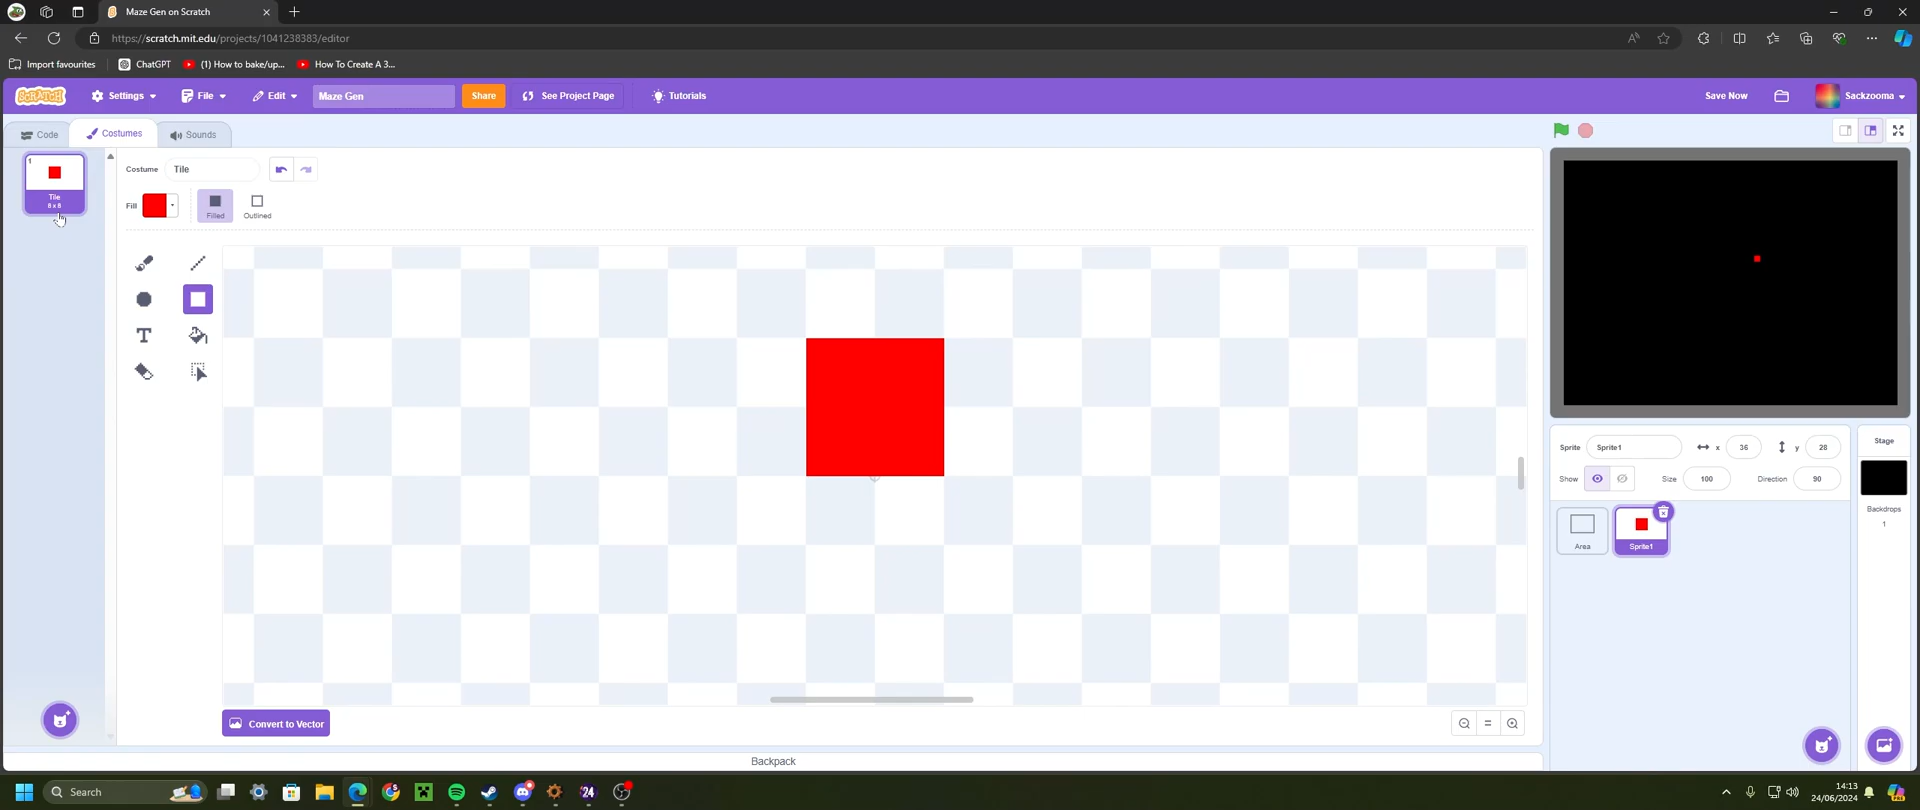 Maze Gen on Scratch
https://scratch.mit.edu/projects/1041238383/editor
Import favourites
ChatGPT
(1) How to bake/up...
How To Create A 3...
SCRATCH
Settings
File
Edit
Maze Gen
Share
See Project Page
Tutorials
Save Now
Sackzooma
Code
Costumes
Sounds
1
Tile
8 x 8
Costume
Tile
Fill
Filled
Outlined
T
Convert to Vector
Backpack
Sprite
Sprite1
x
36
y
28
Show
Size
100
Direction
90
Area
Sprite1
Stage
Backdrops
1
Search
24
14:13
24/06/2024